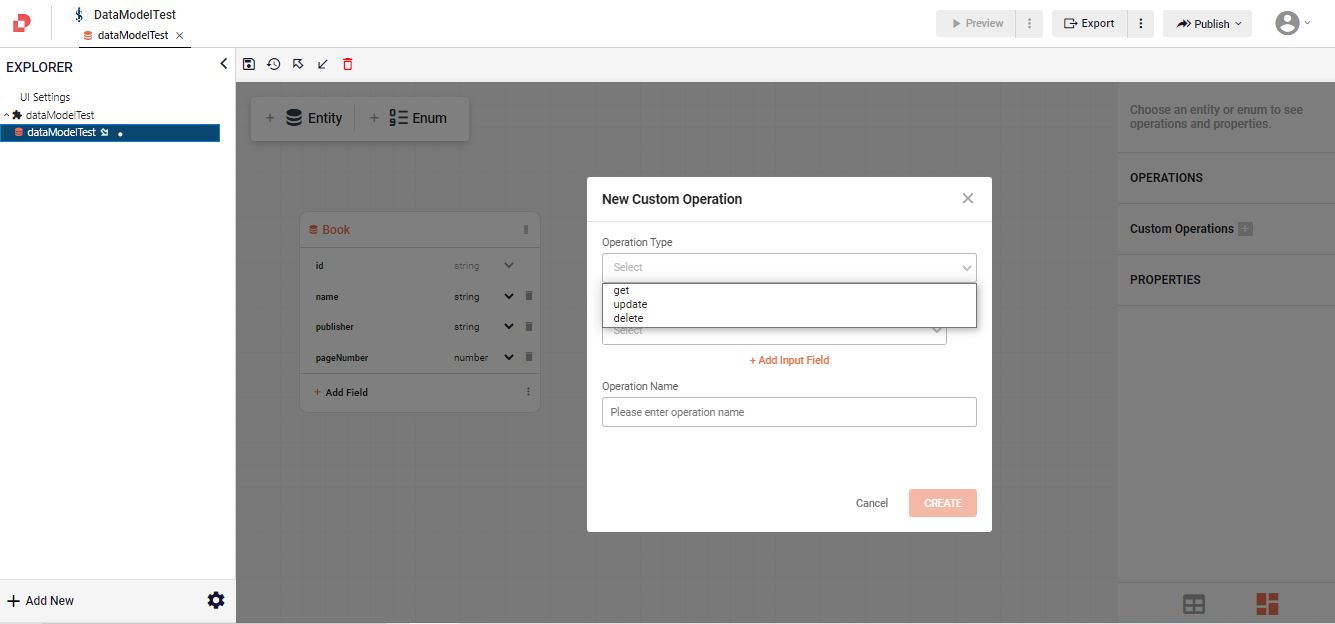 DataModelTest
dataModelTest
Preview
Export
Publish
EXPLORER
UI Settings
dataModelTest
dataModelTest
+ Add New
+ Entity
+ Enum
Book
id string
name string
publisher string
pageNumber number
+ Add Field
New Custom Operation
Operation Type
Select
get
update
delete
Select
+ Add Input Field
Operation Name
Please enter operation name
Cancel
CREATE
Choose an entity or enum to see
operations and properties.
OPERATIONS
Custom Operations +
PROPERTIES